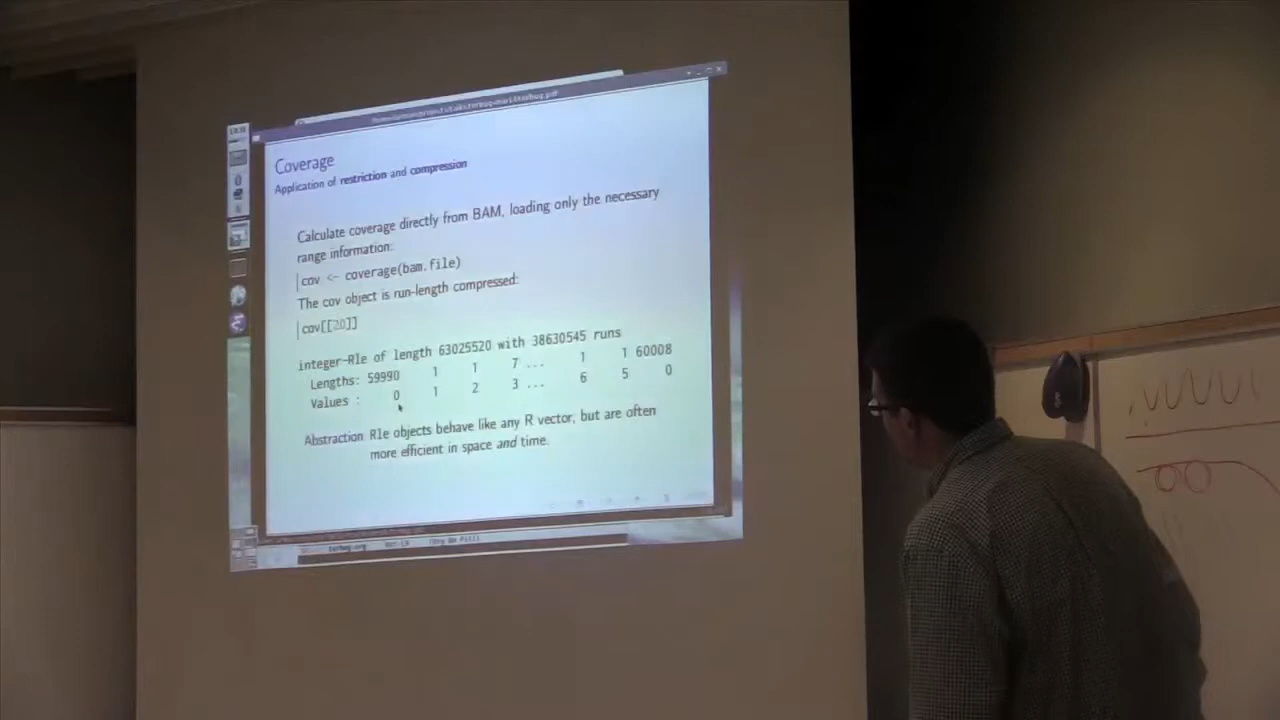 Coverage
Application of restriction and compression
Calculate coverage directly from BAM, loading only the necessary
range information:
cov <- coverage(bam.file)
The cov object is run-length compressed:
cov[[20]]
integer-Rle of length 63025520 with 38630545 runs
Lengths: 59990 1 1 7 ... 1 1 60008
Values : 0 1 2 3 ... 6 5 0
Abstraction Rle objects behave like any R vector, but are often
more efficient in space and time.